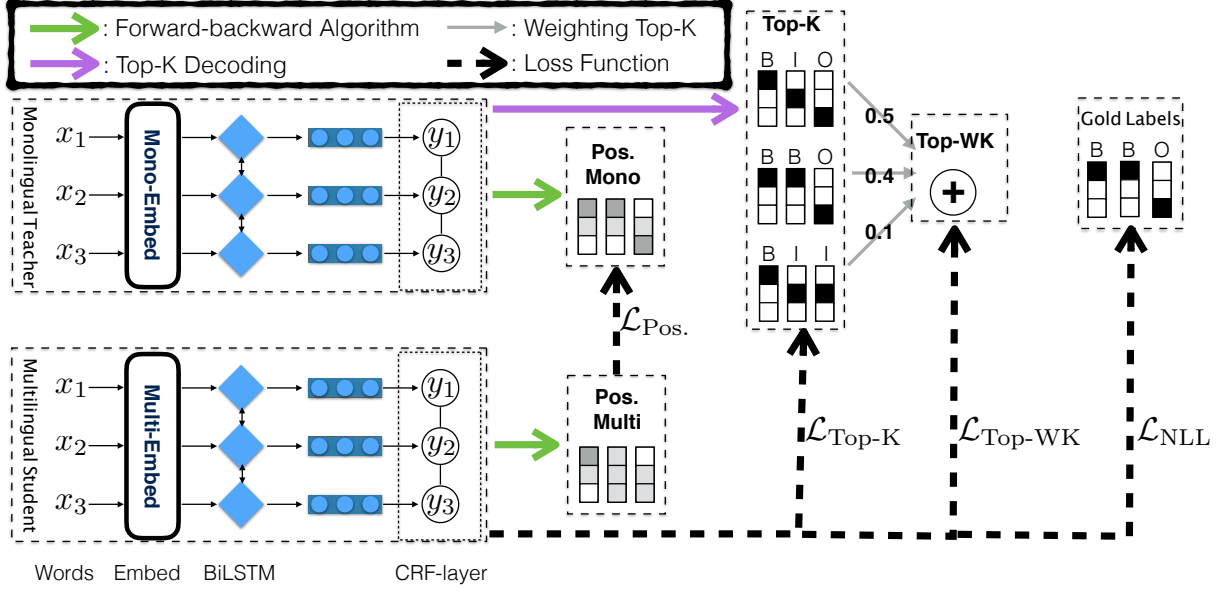 : Forward-backward Algorithm
: Weighting Top-K
: Top-K Decoding
: Loss Function
Monolingual Teacher
x1
x2
x3
Mono-Embed
y1
y2
y3
Pos.
Mono
Top-K
B I O
B B O
B I I
0.5
0.4
0.1
Top-WK
+
Gold Labels
B B O
Multilingual Student
x1
x2
x3
Multi-Embed
y1
y2
y3
Pos.
Multi
ℒPos.
ℒTop-K
ℒTop-WK
ℒNLL
Words
Embed
BiLSTM
CRF-layer